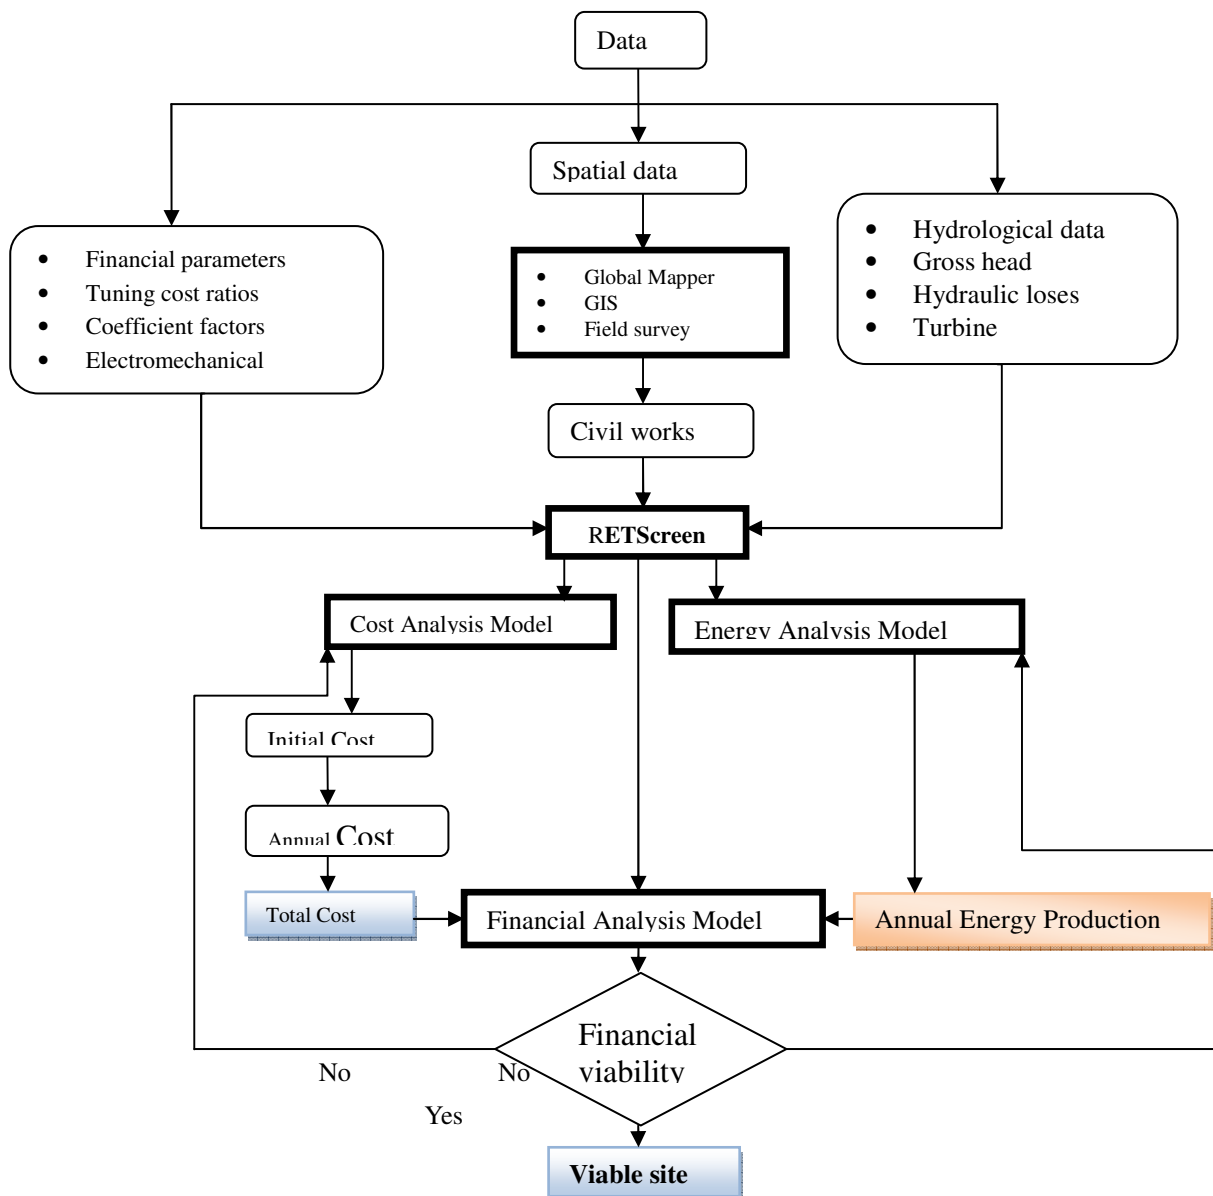 Data
Spatial data
• Financial parameters
• Tuning cost ratios
• Coefficient factors
• Electromechanical
• Global Mapper
• GIS
• Field survey
• Hydrological data
• Gross head
• Hydraulic loses
• Turbine
Civil works
RETScreen
Cost Analysis Model
Energy Analysis Model
Initial Cost
Annual Cost
Total Cost
Financial Analysis Model
Annual Energy Production
Financial
viability
No
No
Yes
Viable site